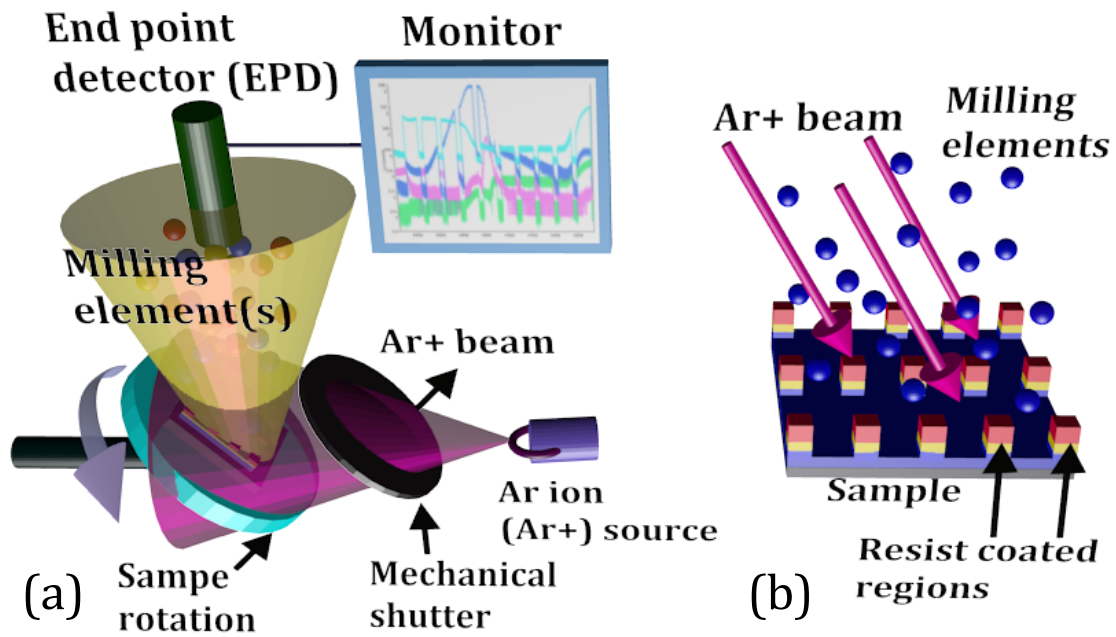 End point
detector (EPD)
Monitor
Milling
element(s)
Ar+ beam
Ar ion
(Ar+) source
Sampe
rotation
Mechanical
shutter
(a)
Ar+ beam
Milling
elements
Sample
Resist coated
regions
(b)